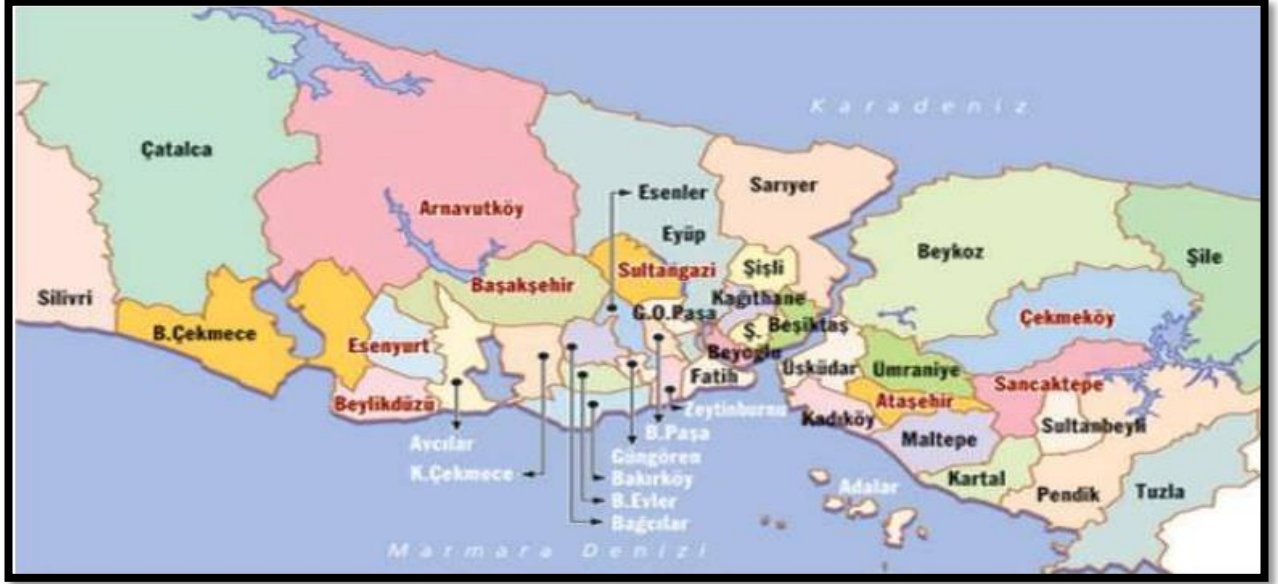 Karadeniz
Çatalca
Arnavutköy
Esenler
Sarıyer
Eyüp
Beykoz
Şile
Silivri
B.Çekmece
Başakşehir
Sultangazi
Şişli
Kağıthane
G.O.Paşa
Ş.
Beşiktaş
Çekmeköy
Esenyurt
Beyoğlu
Fatih
Üsküdar
Ümraniye
Sancaktepe
Ataşehir
Beylikdüzü
Zeytinburnu
Kadıköy
Sultanbeyli
Avcılar
B.Paşa
Maltepe
Güngören
K.Çekmece
Bakırköy
Kartal
Adalar
Pendik
Tuzla
B.Evler
Bağcılar
Marmara Denizi